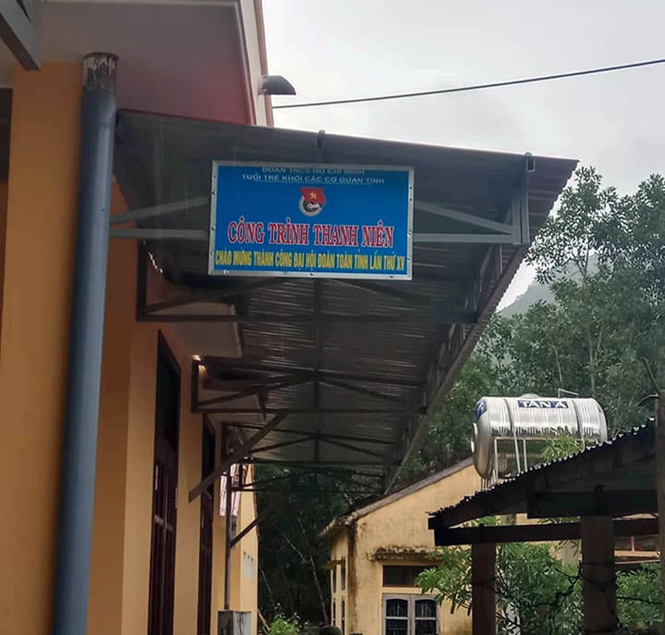 ĐOÀN TNCS HỒ CHÍ MINH
TUỔI TRẺ KHỐI CÁC CƠ QUAN TỈNH
CÔNG TRÌNH THANH NIÊN
CHÀO MỪNG THÀNH CÔNG ĐẠI HỘI ĐOÀN TOÀN TỈNH LẦN THỨ XV
TÂN Á